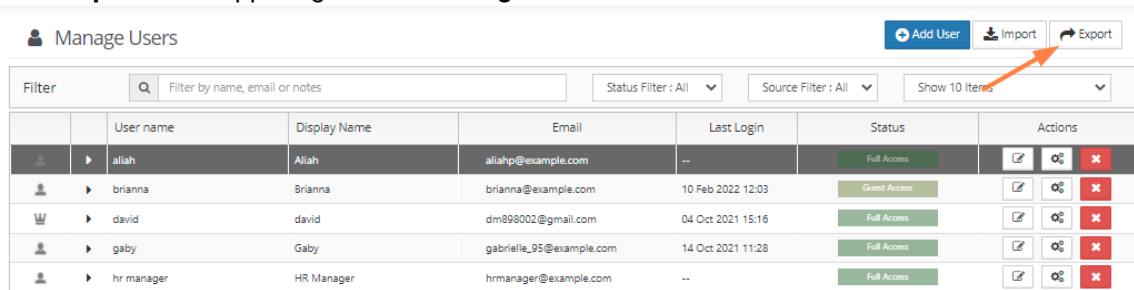 Manage Users
Add User Import Export
Filter Filter by name, email or notes Status Filter : All Source Filter : All Show 10 Items
User name Display Name Email Last Login Status Actions
aliah Aliah aliahp@example.com -- Full Access
brianna Brianna brianna@example.com 10 Feb 2022 12:03 Guest Access
david david dm898002@gmail.com 04 Oct 2021 15:16 Full Access
gaby Gaby gabrielle_95@example.com 14 Oct 2021 11:28 Full Access
hr manager HR Manager hrmanager@example.com -- Full Access